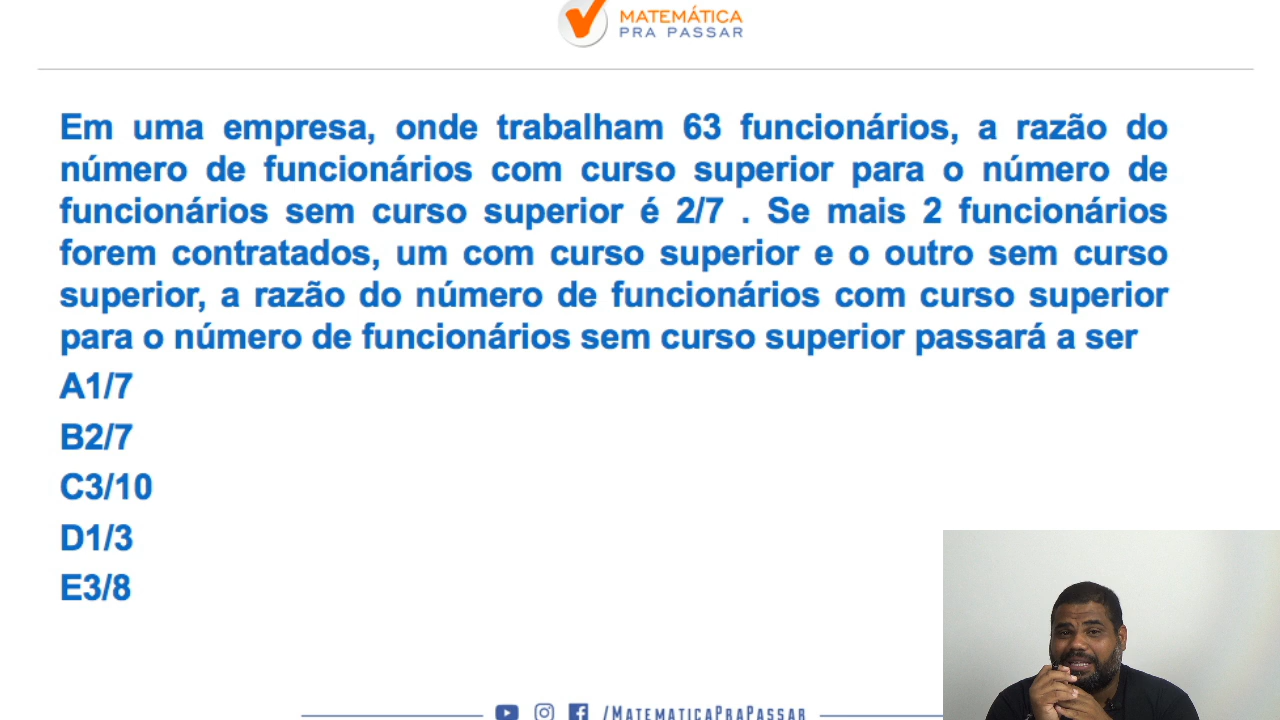 MATEMÁTICA
PRA PASSAR
Em uma empresa, onde trabalham 63 funcionários, a razão do
número de funcionários com curso superior para o número de
funcionários sem curso superior é 2/7 . Se mais 2 funcionários
forem contratados, um com curso superior e o outro sem curso
superior, a razão do número de funcionários com curso superior
para o número de funcionários sem curso superior passará a ser
A1/7
B2/7
C3/10
D1/3
E3/8
/MATEMATICAPRAPASSAR